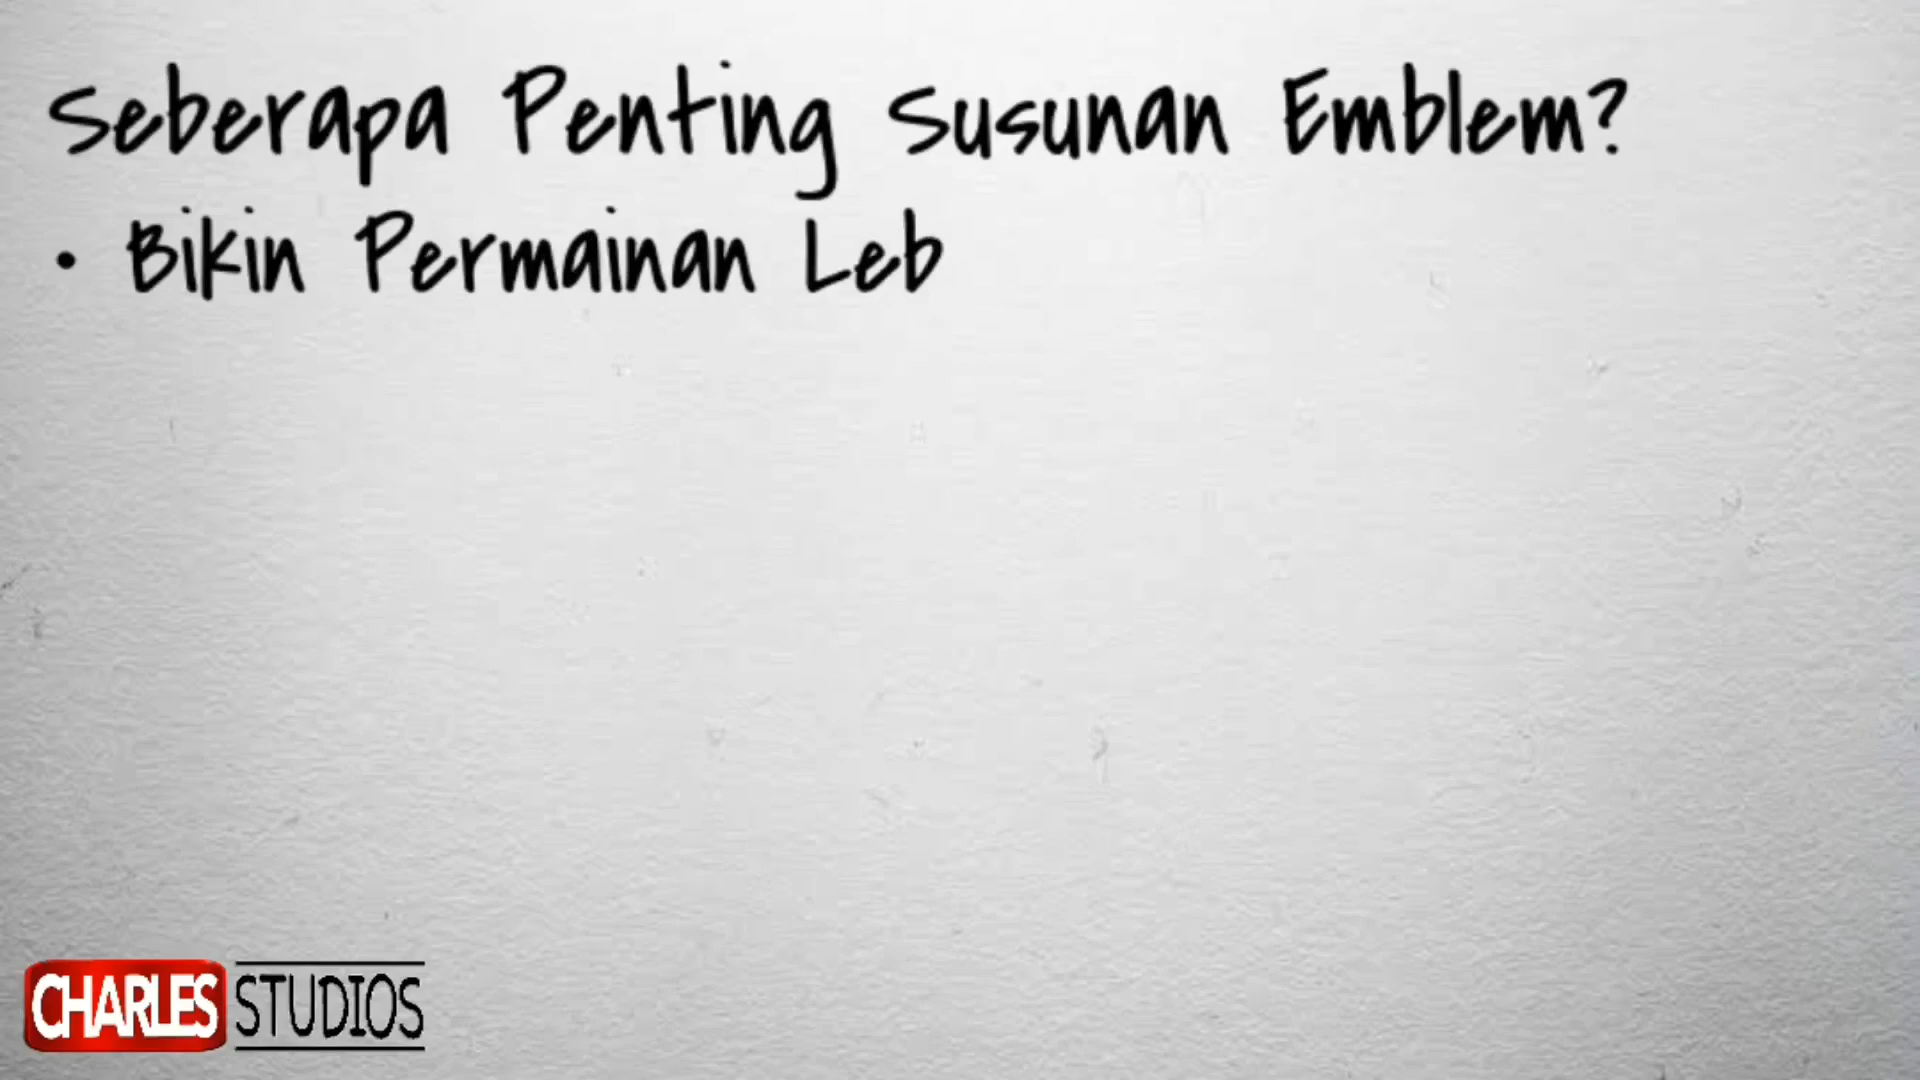 Seberapa Penting Susunan Emblem?
• Bikin Permainan Leb
CHARLES STUDIOS